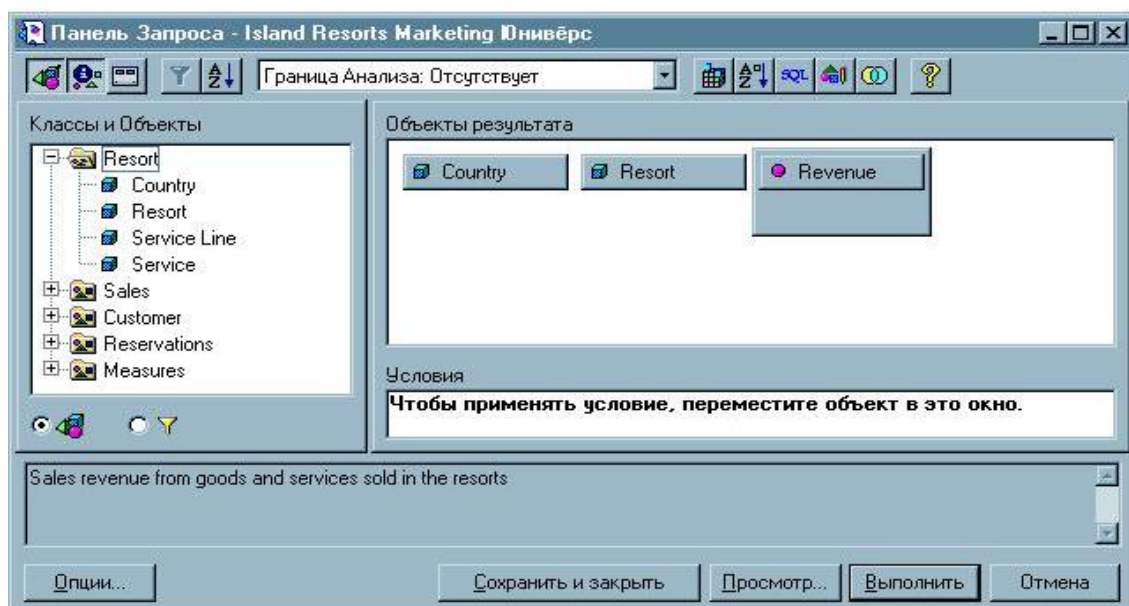 Панель Запроса - Island Resorts Marketing Юнивёрс
SQL
Граница Анализа: Отсутствует
Классы и Объекты
Resort
Country
Resort
Service Line
Service
Sales
Customer
Reservations
Measures
Объекты результата
Country Resort Revenue
Условия
Чтобы применять условие, переместите объект в это окно.
Sales revenue from goods and services sold in the resorts
Опции... Сохранить и закрыть Просмотр... Выполнить Отмена